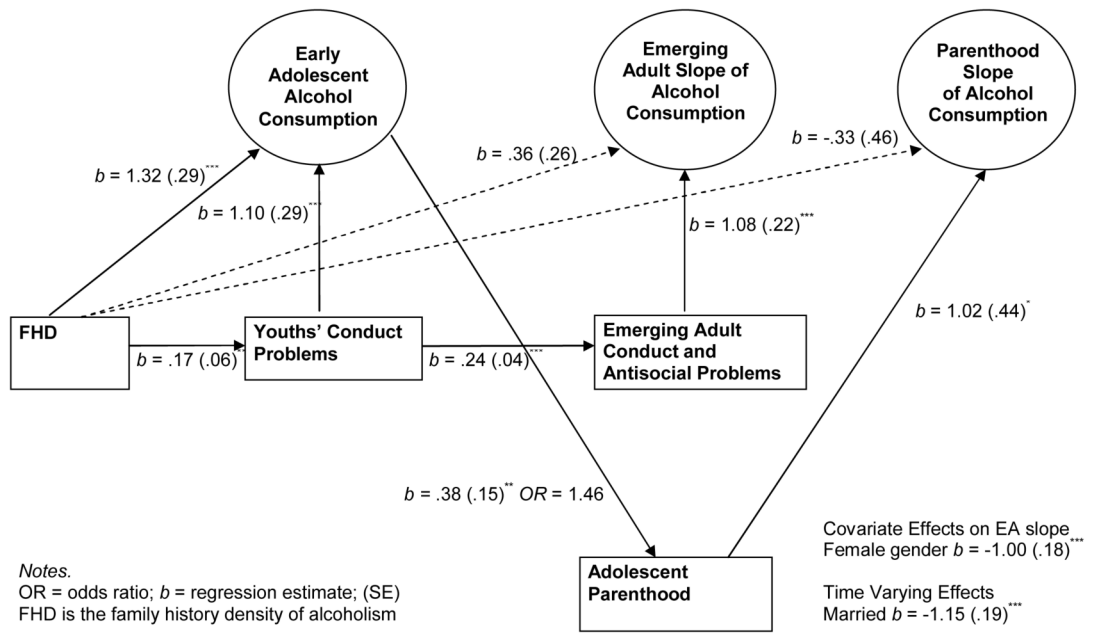 Early
Adolescent
Alcohol
Consumption
Emerging
Adult Slope of
Alcohol
Consumption
Parenthood
Slope
of Alcohol
Consumption
b = 1.32 (.29)***
b = 1.10 (.29)***
b = .36 (.26)
b = -.33 (.46)
b = 1.08 (.22)***
b = 1.02 (.44)*
FHD
b = .17 (.06)**
Youths’ Conduct
Problems
b = .24 (.04)***
Emerging Adult
Conduct and
Antisocial Problems
b = .38 (.15)** OR = 1.46
Adolescent
Parenthood
Covariate Effects on EA slope
Female gender b = -1.00 (.18)***
Time Varying Effects
Married b = -1.15 (.19)***
Notes.
OR = odds ratio; b = regression estimate; (SE)
FHD is the family history density of alcoholism